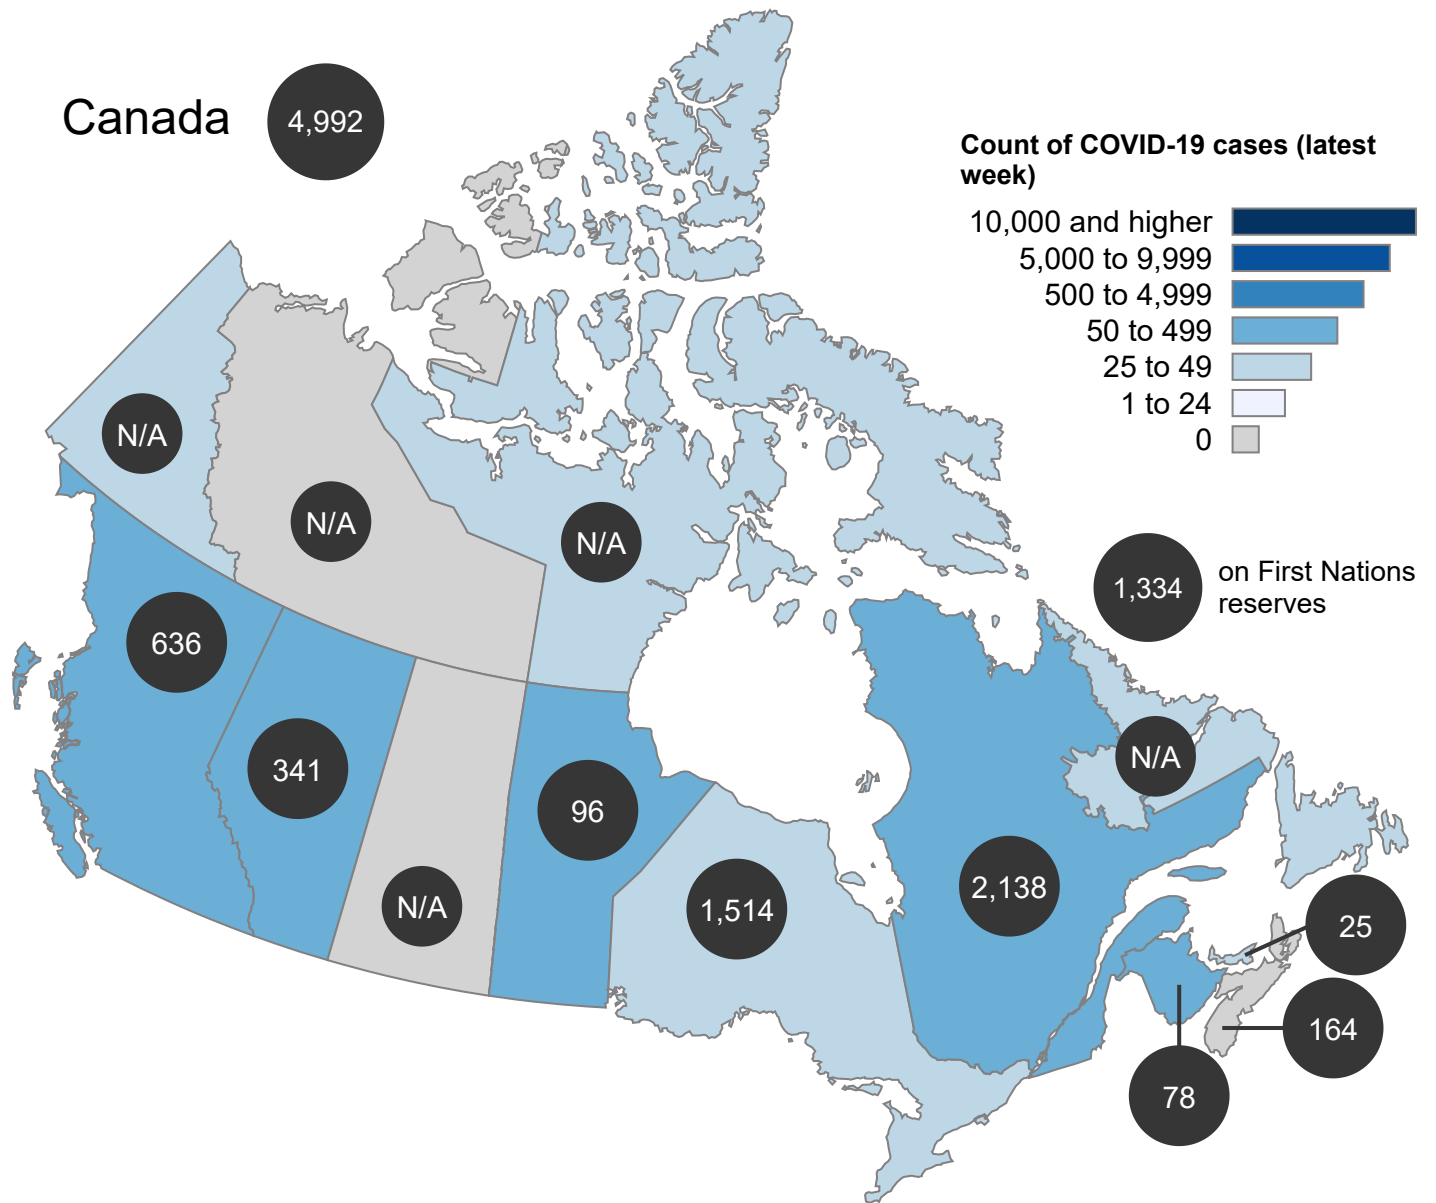 Canada
4,992
Count of COVID-19 cases (latest
week)
10,000 and higher
5,000 to 9,999
500 to 4,999
50 to 499
25 to 49
1 to 24
0
N/A
N/A
N/A
1,334
on First Nations
reserves
636
341
N/A
96
N/A
1,514
2,138
25
164
78